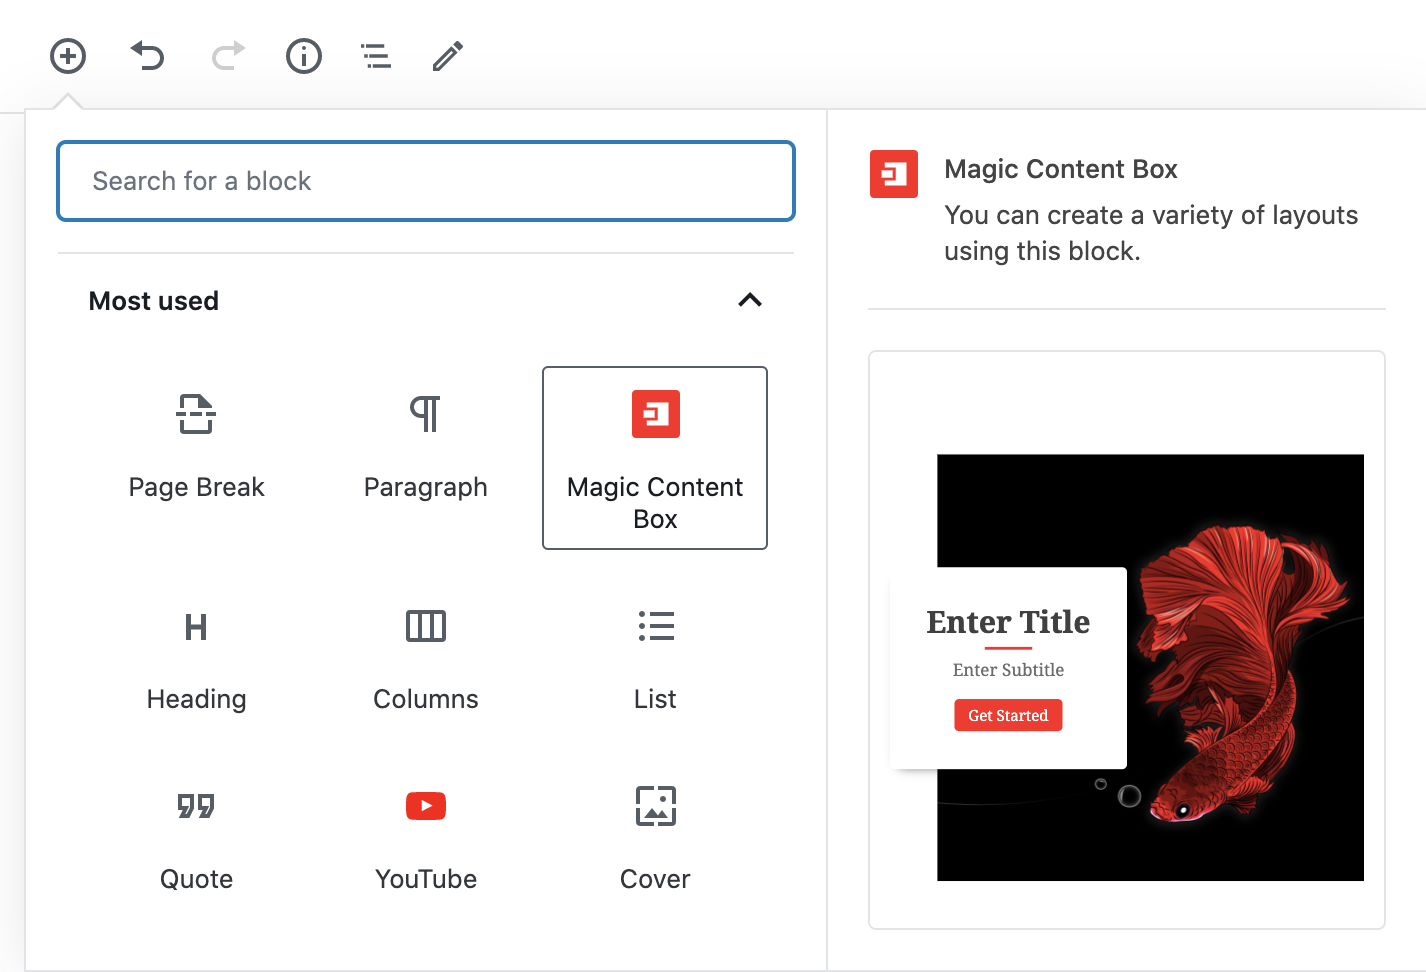 Search for a block
Most used
Page Break
Paragraph
Magic Content
Box
Heading
Columns
List
Quote
YouTube
Cover
Magic Content Box
You can create a variety of layouts
using this block.
Enter Title
Enter Subtitle
Get Started